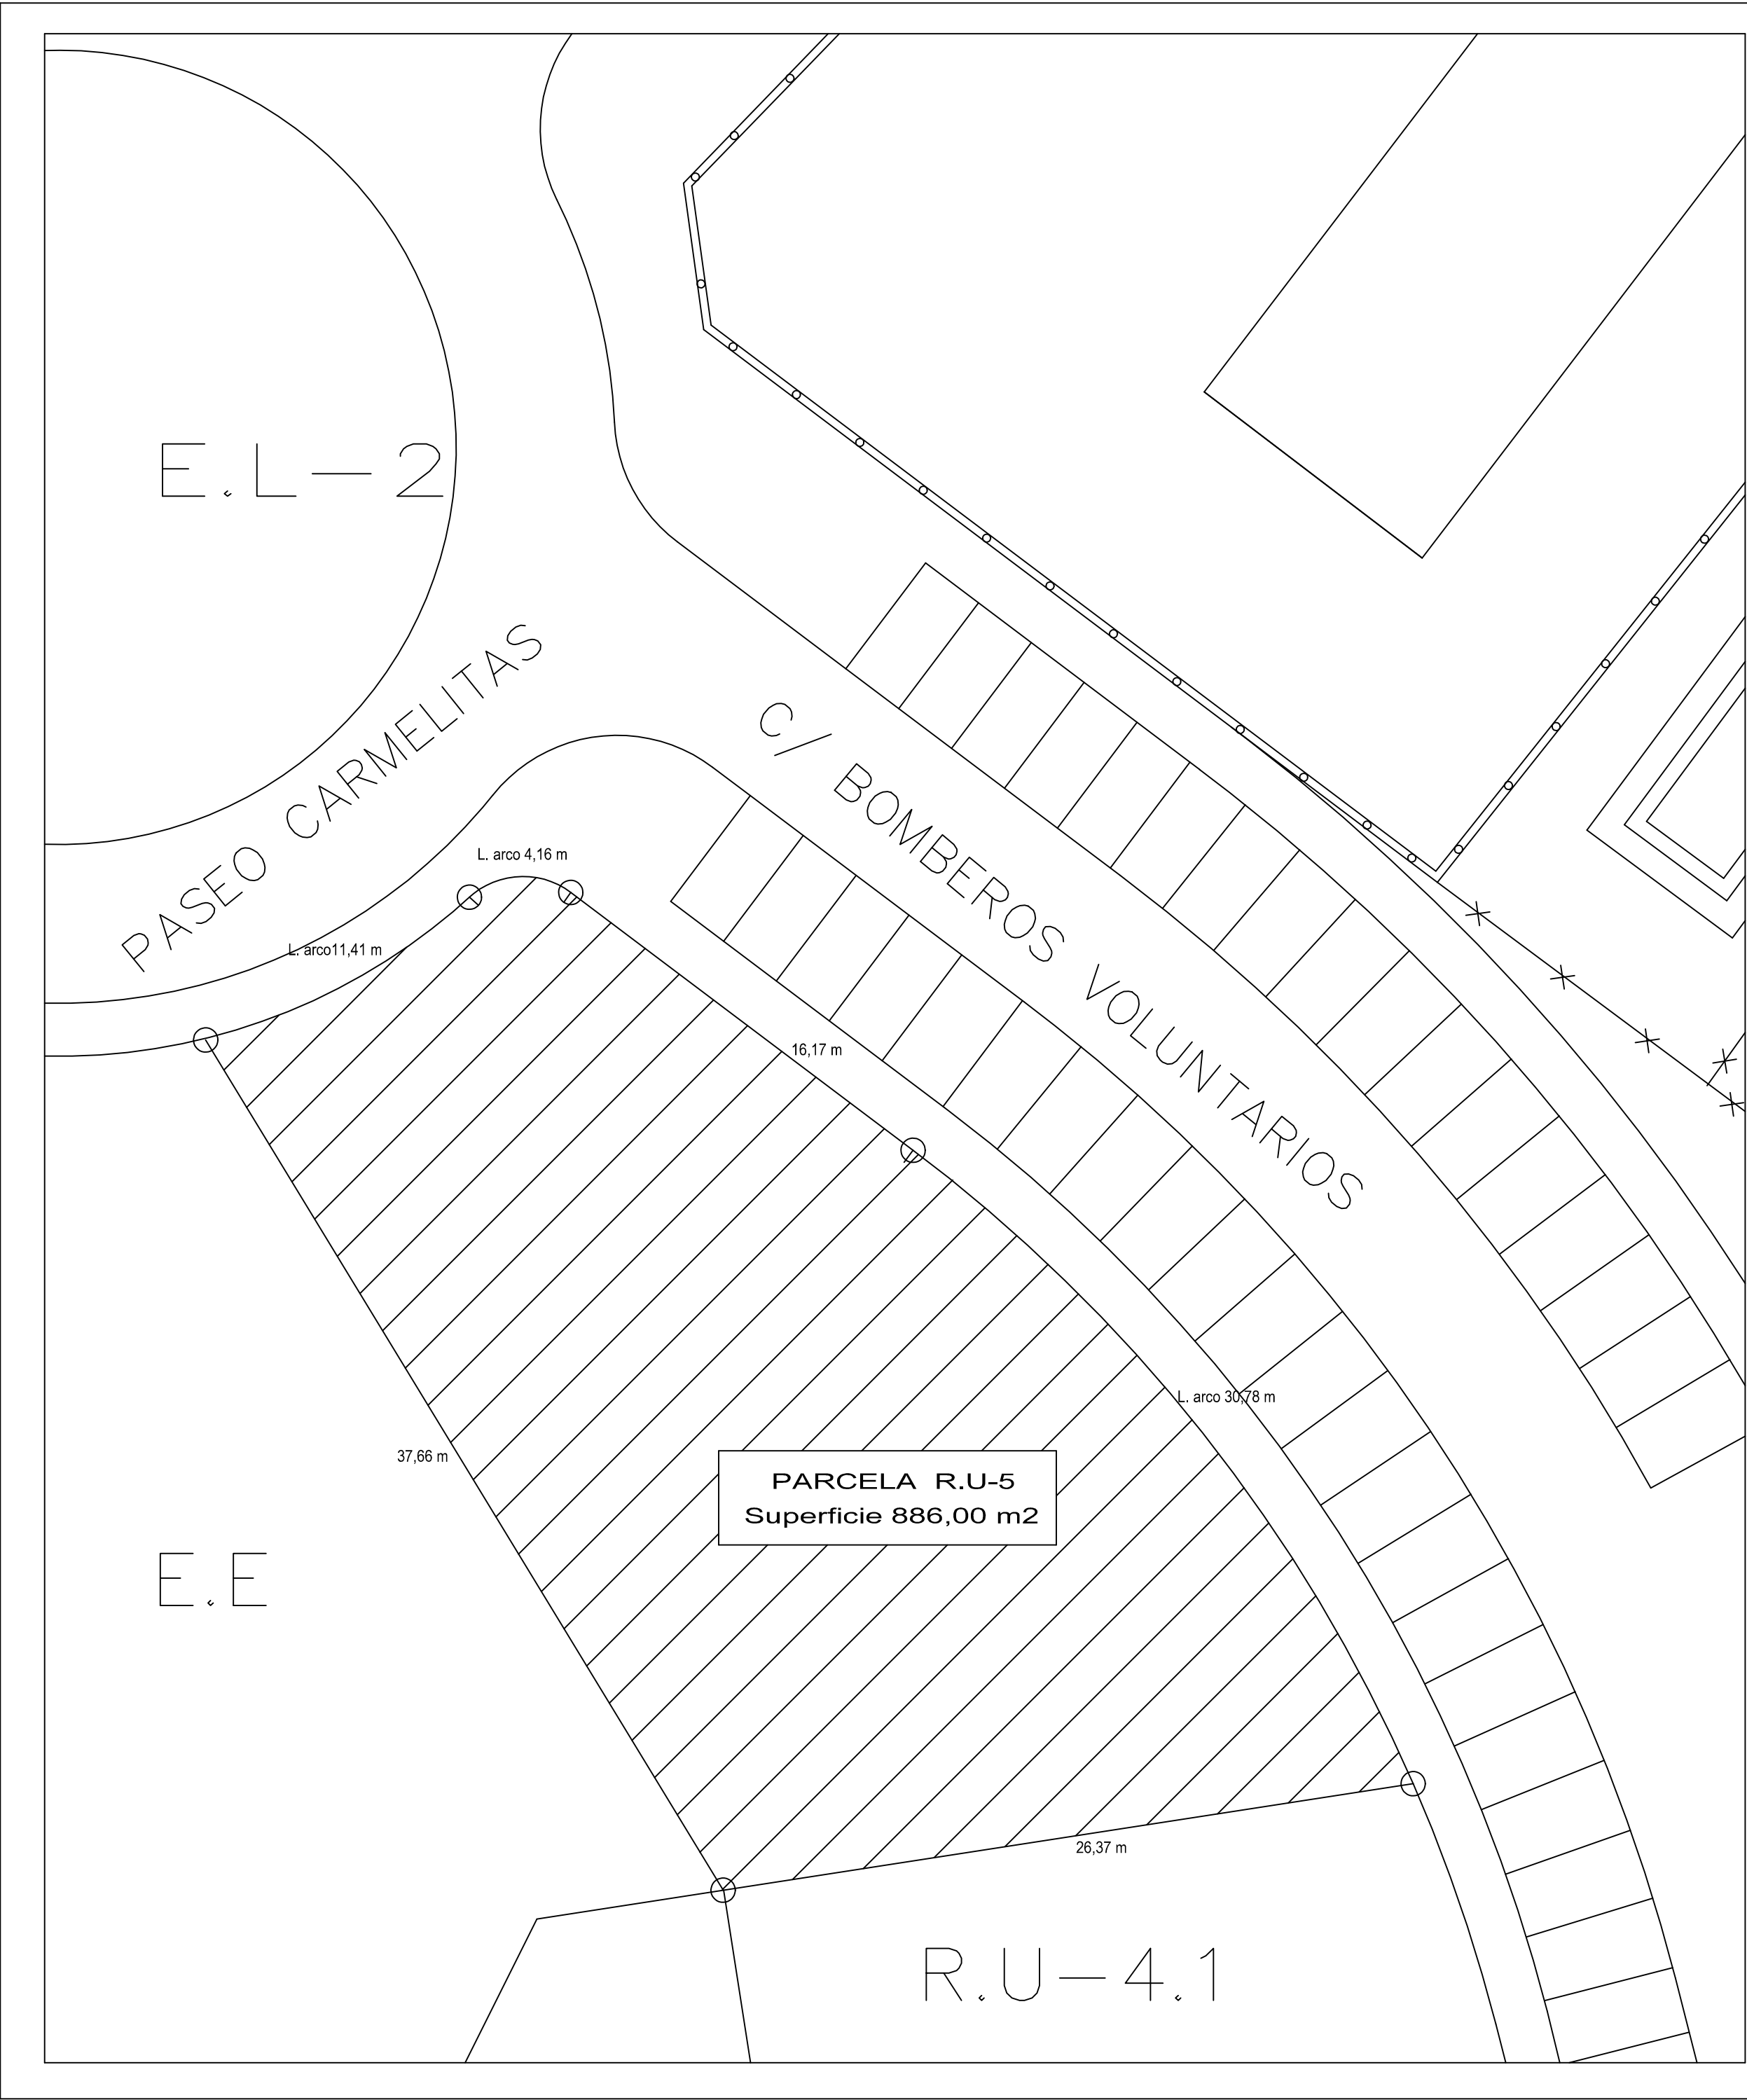 E.L-2
PASEO CARMELITAS
C/ BOMBEROS VOLUNTARIOS
L. arco 4,16 m
L. arco11,41 m
16,17 m
L. arco 30,78 m
37,66 m
PARCELA R.U-5
Superficie 886,00 m2
E.E
26,37 m
R.U-4.1